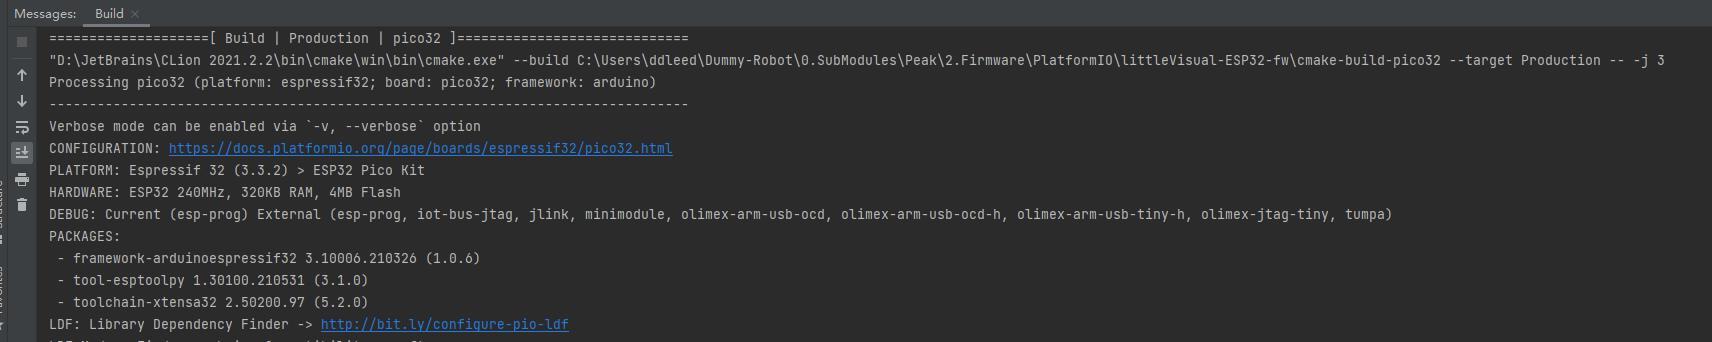 Messages: Build
====================[ Build | Production | pico32 ]=============================
"D:\JetBrains\CLion 2021.2.2\bin\cmake\win\bin\cmake.exe" --build C:\Users\ddleed\Dummy-Robot\0.SubModules\Peak\2.Firmware\PlatformIO\littleVisual-ESP32-fw\cmake-build-pico32 --target Production -- -j 3
Processing pico32 (platform: espressif32; board: pico32; framework: arduino)
--------------------------------------------------------------------------------
Verbose mode can be enabled via `-v, --verbose` option
CONFIGURATION: https://docs.platformio.org/page/boards/espressif32/pico32.html
PLATFORM: Espressif 32 (3.3.2) > ESP32 Pico Kit
HARDWARE: ESP32 240MHz, 320KB RAM, 4MB Flash
DEBUG: Current (esp-prog) External (esp-prog, iot-bus-jtag, jlink, minimodule, olimex-arm-usb-ocd, olimex-arm-usb-ocd-h, olimex-arm-usb-tiny-h, olimex-jtag-tiny, tumpa)
PACKAGES:
- framework-arduinoespressif32 3.10006.210326 (1.0.6)
- tool-esptoolpy 1.30100.210531 (3.1.0)
- toolchain-xtensa32 2.50200.97 (5.2.0)
LDF: Library Dependency Finder -> http://bit.ly/configure-pio-ldf